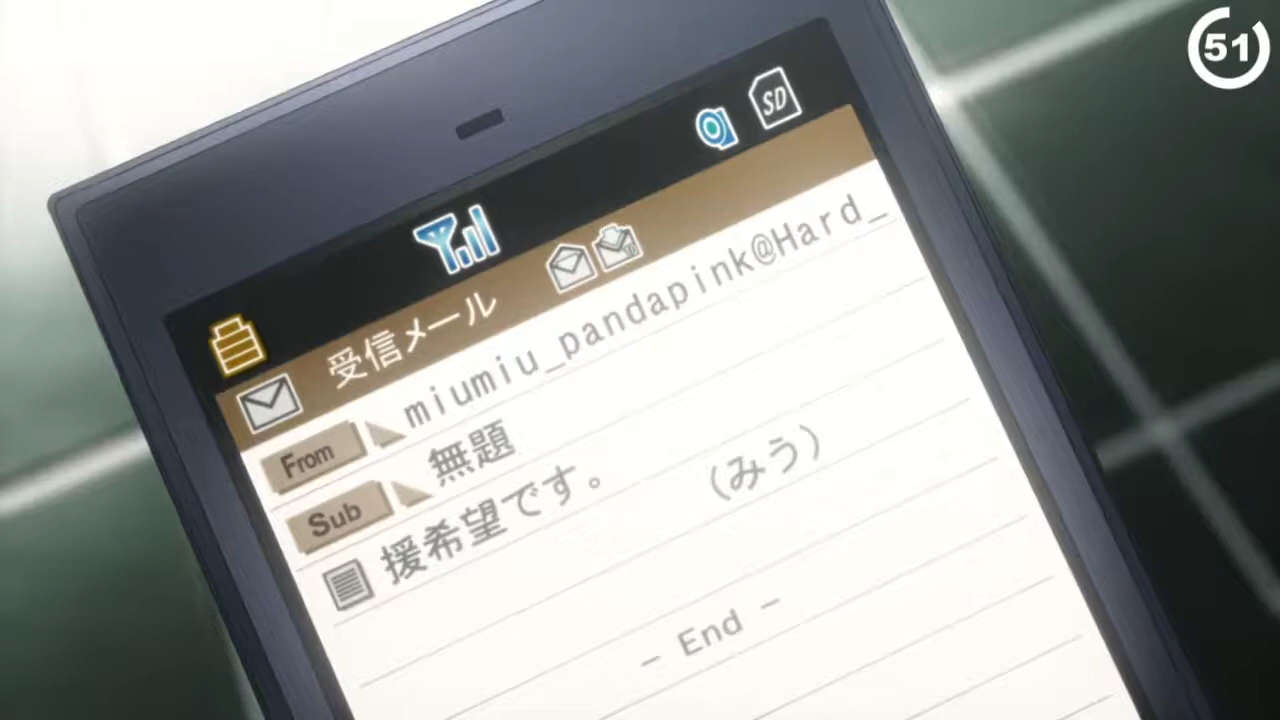 51
SD
受信メール
From miumiu_pandapink@Hard_
Sub 無題
援希望です。 (みう)
- End -